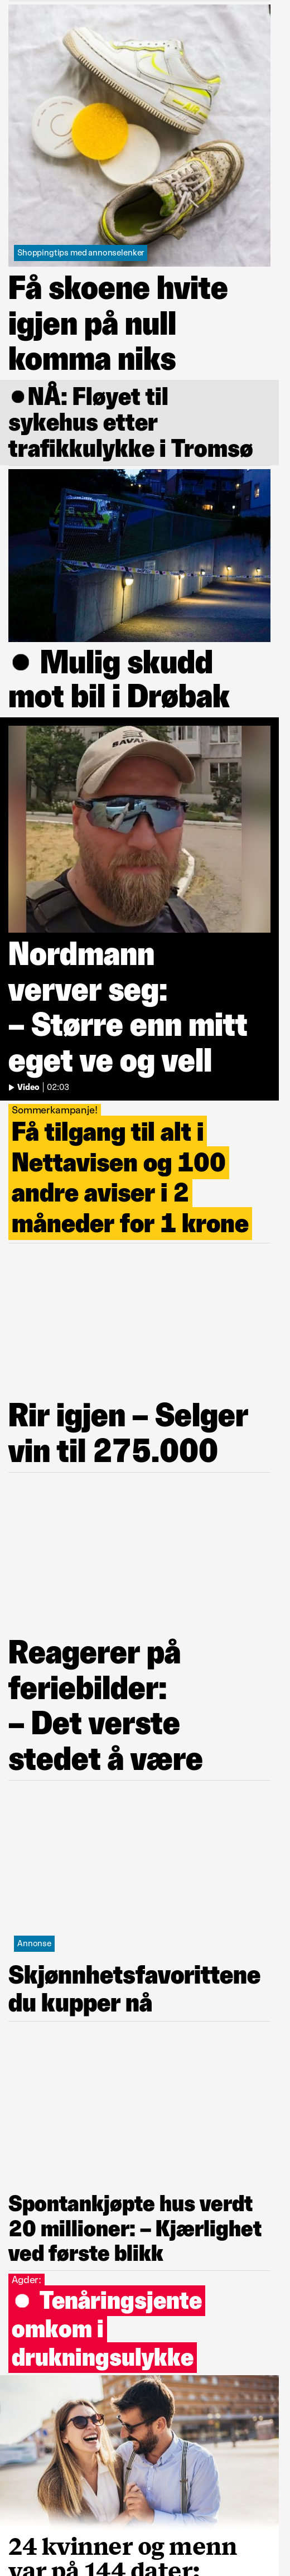 Shoppingtips med annonselenker
Få skoene hvite
igjen på null
komma niks
●NÅ: Fløyet til
sykehus etter
trafikkulykke i Tromsø
● Mulig skudd
mot bil i Drøbak
Nordmann
verver seg:
– Større enn mitt
eget ve og vell
Video | 02:03
Sommerkampanje!
Få tilgang til alt i
Nettavisen og 100
andre aviser i 2
måneder for 1 krone
Rir igjen – Selger
vin til 275.000
Reagerer på
feriebilder:
– Det verste
stedet å være
Annonse
Skjønnhetsfavorittene
du kupper nå
Spontankjøpte hus verdt
20 millioner: – Kjærlighet
ved første blikk
Agder:
● Tenåringsjente
omkom i
drukningsulykke
24 kvinner og menn
var på 144 dater: